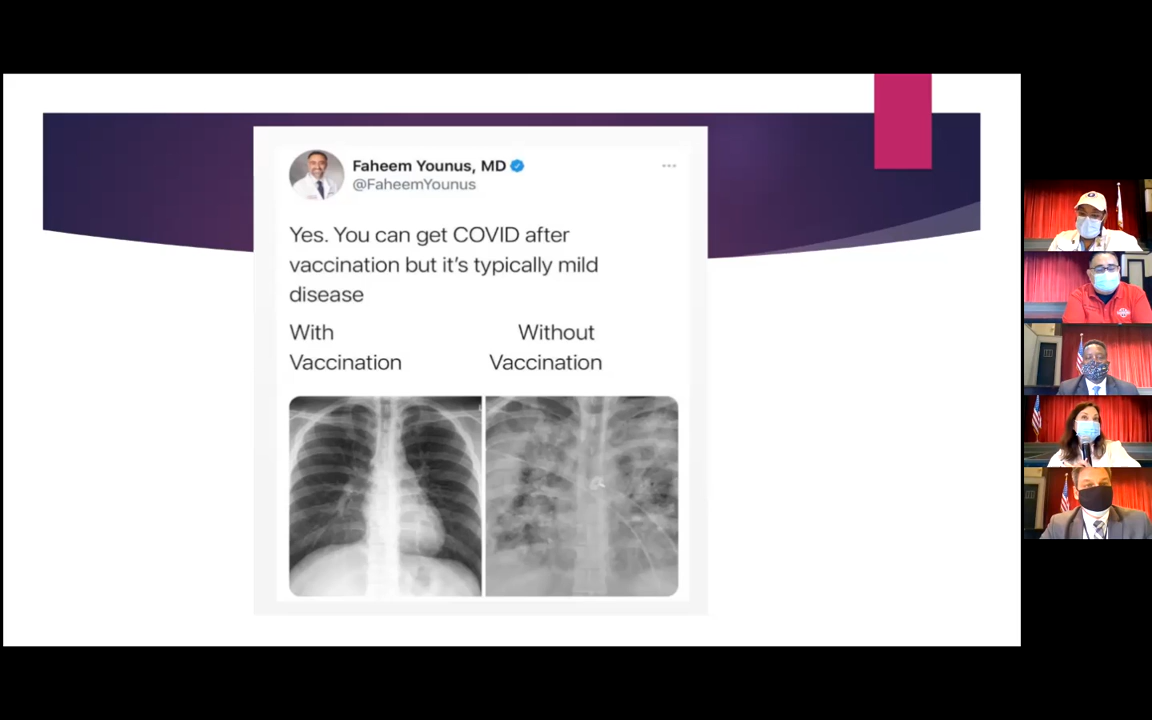 Faheem Younus, MD
@FaheemYounus
Yes. You can get COVID after
vaccination but it's typically mild
disease
With Without
Vaccination Vaccination